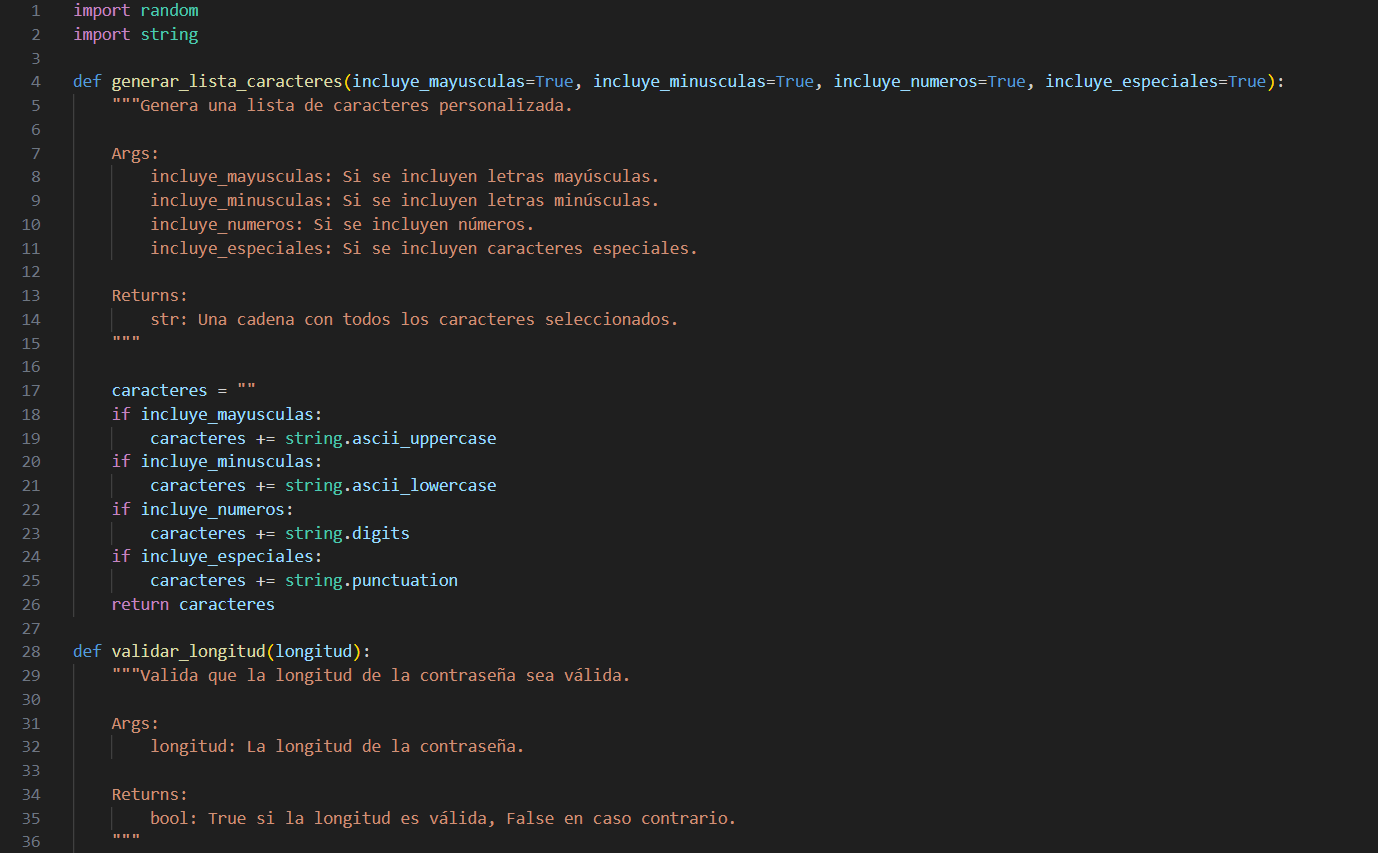 1 import random
2 import string
3
4 def generar_lista_caracteres(incluye_mayusculas=True, incluye_minusculas=True, incluye_numeros=True, incluye_especiales=True):
5     """Genera una lista de caracteres personalizada.
6
7     Args:
8         incluye_mayusculas: Si se incluyen letras mayúsculas.
9         incluye_minusculas: Si se incluyen letras minúsculas.
10         incluye_numeros: Si se incluyen números.
11         incluye_especiales: Si se incluyen caracteres especiales.
12
13     Returns:
14         str: Una cadena con todos los caracteres seleccionados.
15     """
16
17     caracteres = ""
18     if incluye_mayusculas:
19         caracteres += string.ascii_uppercase
20     if incluye_minusculas:
21         caracteres += string.ascii_lowercase
22     if incluye_numeros:
23         caracteres += string.digits
24     if incluye_especiales:
25         caracteres += string.punctuation
26     return caracteres
27
28 def validar_longitud(longitud):
29     """Valida que la longitud de la contraseña sea válida.
30
31     Args:
32         longitud: La longitud de la contraseña.
33
34     Returns:
35         bool: True si la longitud es válida, False en caso contrario.
36     """